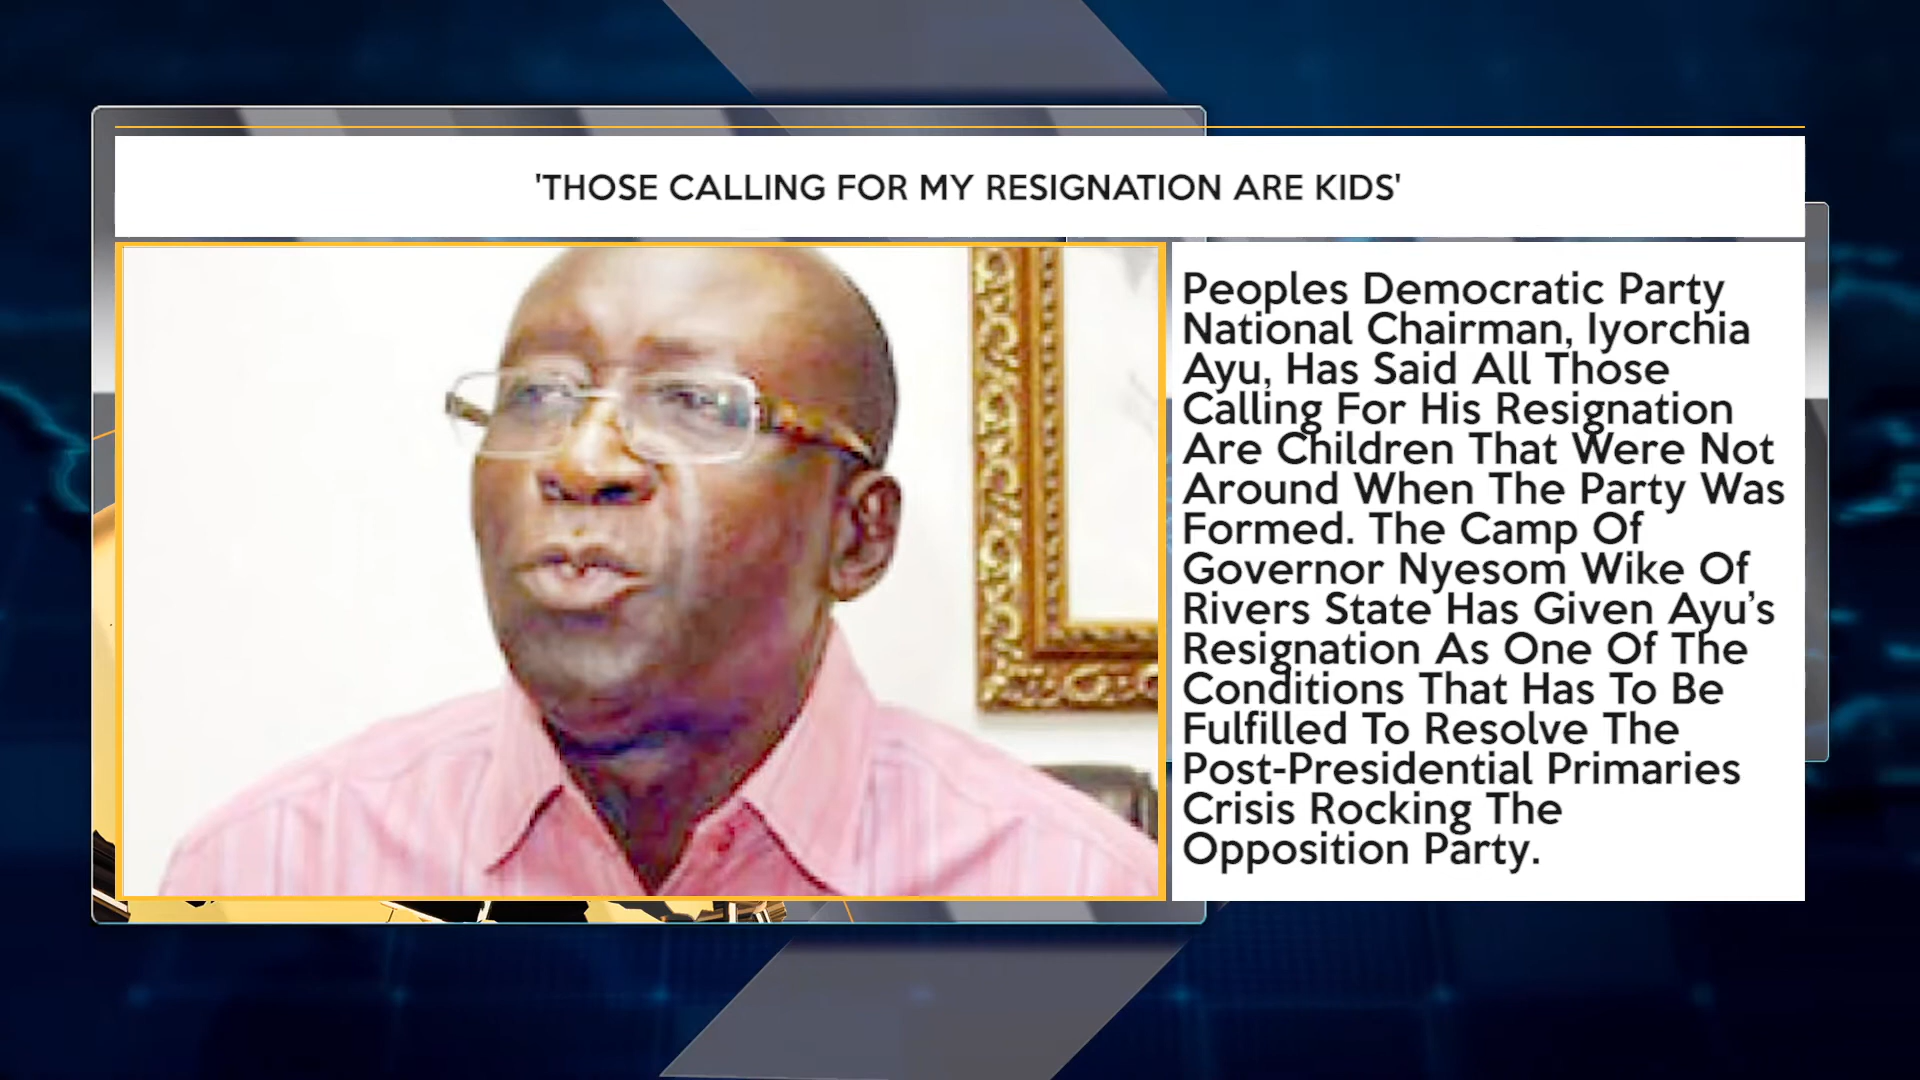 'THOSE CALLING FOR MY RESIGNATION ARE KIDS'
Peoples Democratic Party
National Chairman, Iyorchia
Ayu, Has Said All Those
Calling For His Resignation
Are Children That Were Not
Around When The Party Was
Formed. The Camp Of
Governor Nyesom Wike Of
Rivers State Has Given Ayu’s
Resignation As One Of The
Conditions That Has To Be
Fulfilled To Resolve The
Post-Presidential Primaries
Crisis Rocking The
Opposition Party.